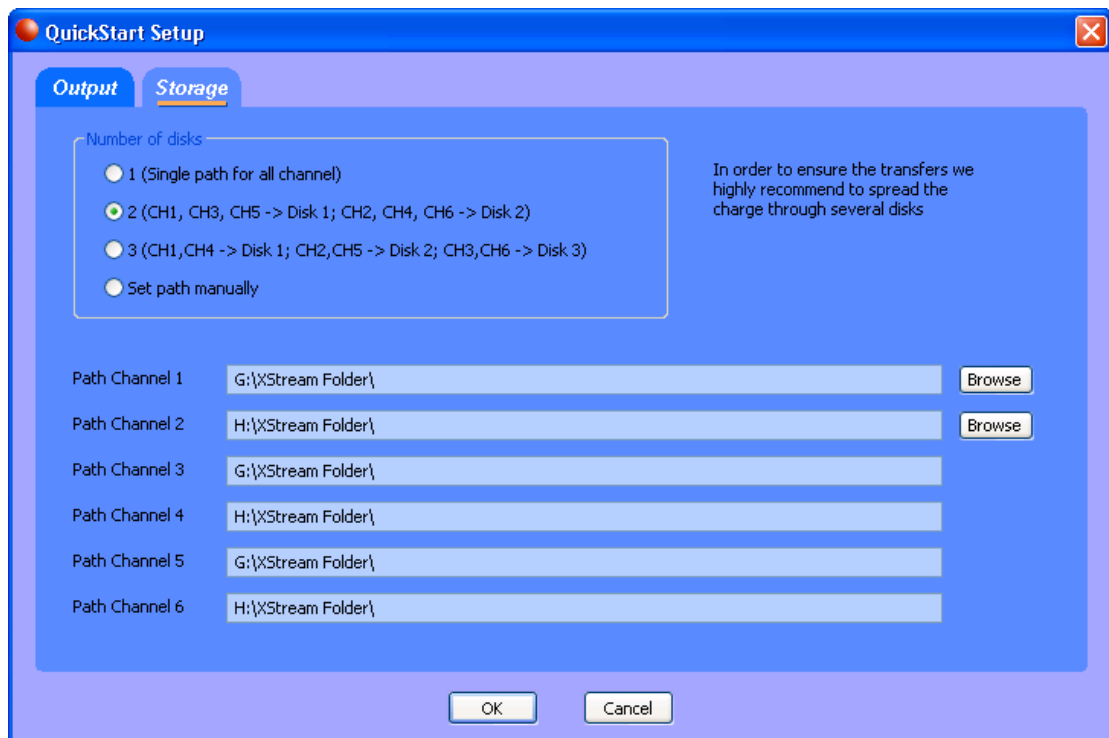 QuickStart Setup
Output
Storage
Number of disks
1 (Single path for all channel)
2 (CH1, CH3, CH5 -> Disk 1; CH2, CH4, CH6 -> Disk 2)
3 (CH1,CH4 -> Disk 1; CH2,CH5 -> Disk 2; CH3,CH6 -> Disk 3)
Set path manually
In order to ensure the transfers we
highly recommend to spread the
charge through several disks
Path Channel 1
G:\XStream Folder\
Browse
Path Channel 2
H:\XStream Folder\
Browse
Path Channel 3
G:\XStream Folder\
Path Channel 4
H:\XStream Folder\
Path Channel 5
G:\XStream Folder\
Path Channel 6
H:\XStream Folder\
OK
Cancel